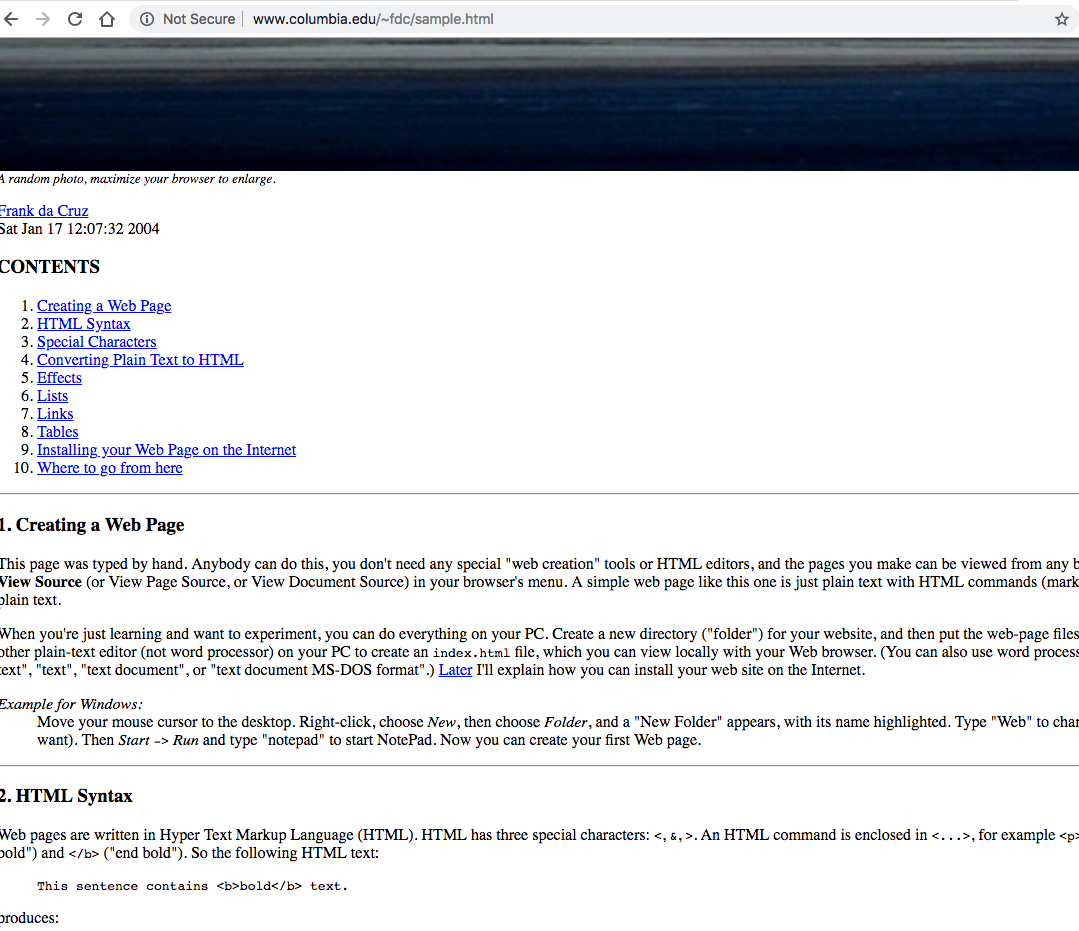 Not Secure www.columbia.edu/~fdc/sample.html
A random photo, maximize your browser to enlarge.
Frank da Cruz
Sat Jan 17 12:07:32 2004
CONTENTS
1. Creating a Web Page
2. HTML Syntax
3. Special Characters
4. Converting Plain Text to HTML
5. Effects
6. Lists
7. Links
8. Tables
9. Installing your Web Page on the Internet
10. Where to go from here
1. Creating a Web Page
This page was typed by hand. Anybody can do this, you don't need any special "web creation" tools or HTML editors, and the pages you make can be viewed from any b
View Source (or View Page Source, or View Document Source) in your browser's menu. A simple web page like this one is just plain text with HTML commands (mark
plain text.
When you're just learning and want to experiment, you can do everything on your PC. Create a new directory ("folder") for your website, and then put the web-page files
other plain-text editor (not word processor) on your PC to create an index.html file, which you can view locally with your Web browser. (You can also use word process
text", "text", "text document", or "text document MS-DOS format".) Later I'll explain how you can install your web site on the Internet.
Example for Windows:
Move your mouse cursor to the desktop. Right-click, choose New, then choose Folder, and a "New Folder" appears, with its name highlighted. Type "Web" to chan
want). Then Start -> Run and type "notepad" to start NotePad. Now you can create your first Web page.
2. HTML Syntax
Web pages are written in Hyper Text Markup Language (HTML). HTML has three special characters: <, &, >. An HTML command is enclosed in <...>, for example <p>
bold") and </b> ("end bold"). So the following HTML text:
This sentence contains <b>bold</b> text.
produces: